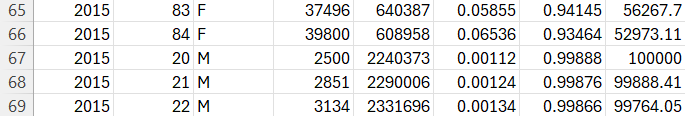 65 2015 83 F 37496 640387 0.05855 0.94145 56267.7
66 2015 84 F 39800 608958 0.06536 0.93464 52973.11
67 2015 20 M 2500 2240373 0.00112 0.99888 100000
68 2015 21 M 2851 2290006 0.00124 0.99876 99888.41
69 2015 22 M 3134 2331696 0.00134 0.99866 99764.05